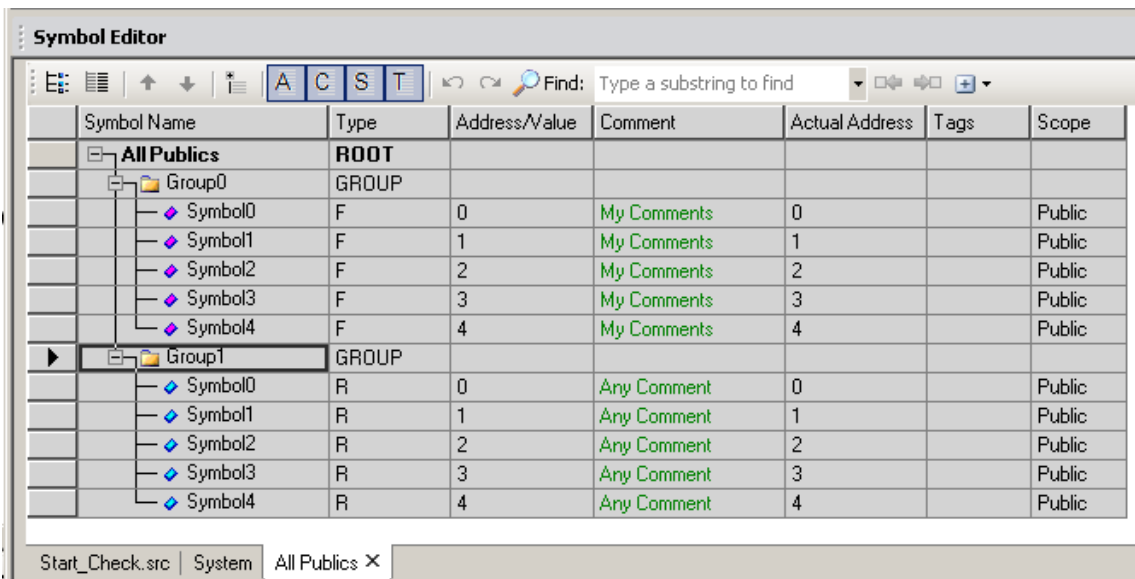 Symbol Editor
A C S T Find: Type a substring to find
Symbol Name Type Address/Value Comment Actual Address Tags Scope
All Publics ROOT
Group0 GROUP
Symbol0 F 0 My Comments 0 Public
Symbol1 F 1 My Comments 1 Public
Symbol2 F 2 My Comments 2 Public
Symbol3 F 3 My Comments 3 Public
Symbol4 F 4 My Comments 4 Public
Group1 GROUP
Symbol0 R 0 Any Comment 0 Public
Symbol1 R 1 Any Comment 1 Public
Symbol2 R 2 Any Comment 2 Public
Symbol3 R 3 Any Comment 3 Public
Symbol4 R 4 Any Comment 4 Public
Start_Check.src System All Publics